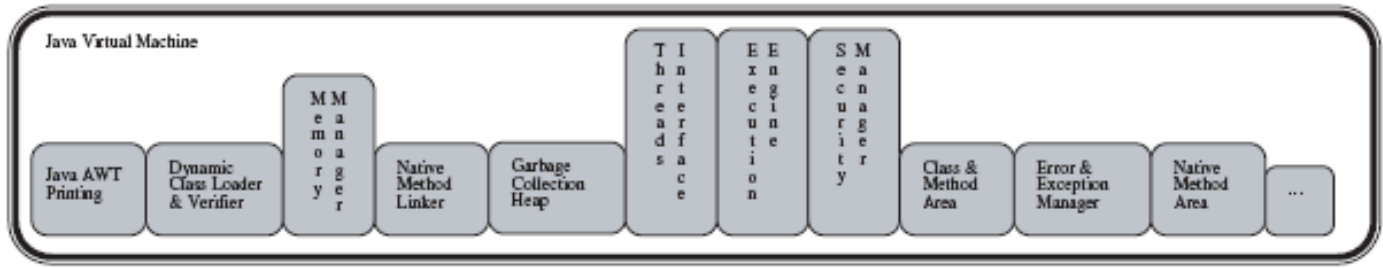 Java Virtual Machine
Java AWT
Printing
Dynamic
Class Loader
& Verifier
Memory
Manager
Native
Method
Linker
Garbage
Collection
Heap
Threads
Interface
Execution
Engine
Security
Manager
Class &
Method
Area
Error &
Exception
Manager
Native
Method
Area
...